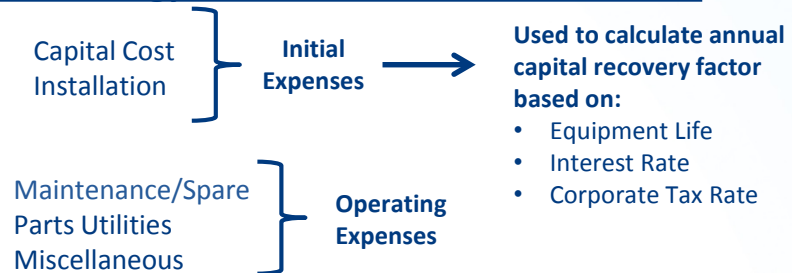 Capital Cost
Installation
Initial
Expenses
Used to calculate annual
capital recovery factor
based on:
• Equipment Life
• Interest Rate
• Corporate Tax Rate
Maintenance/Spare
Parts Utilities
Miscellaneous
Operating
Expenses